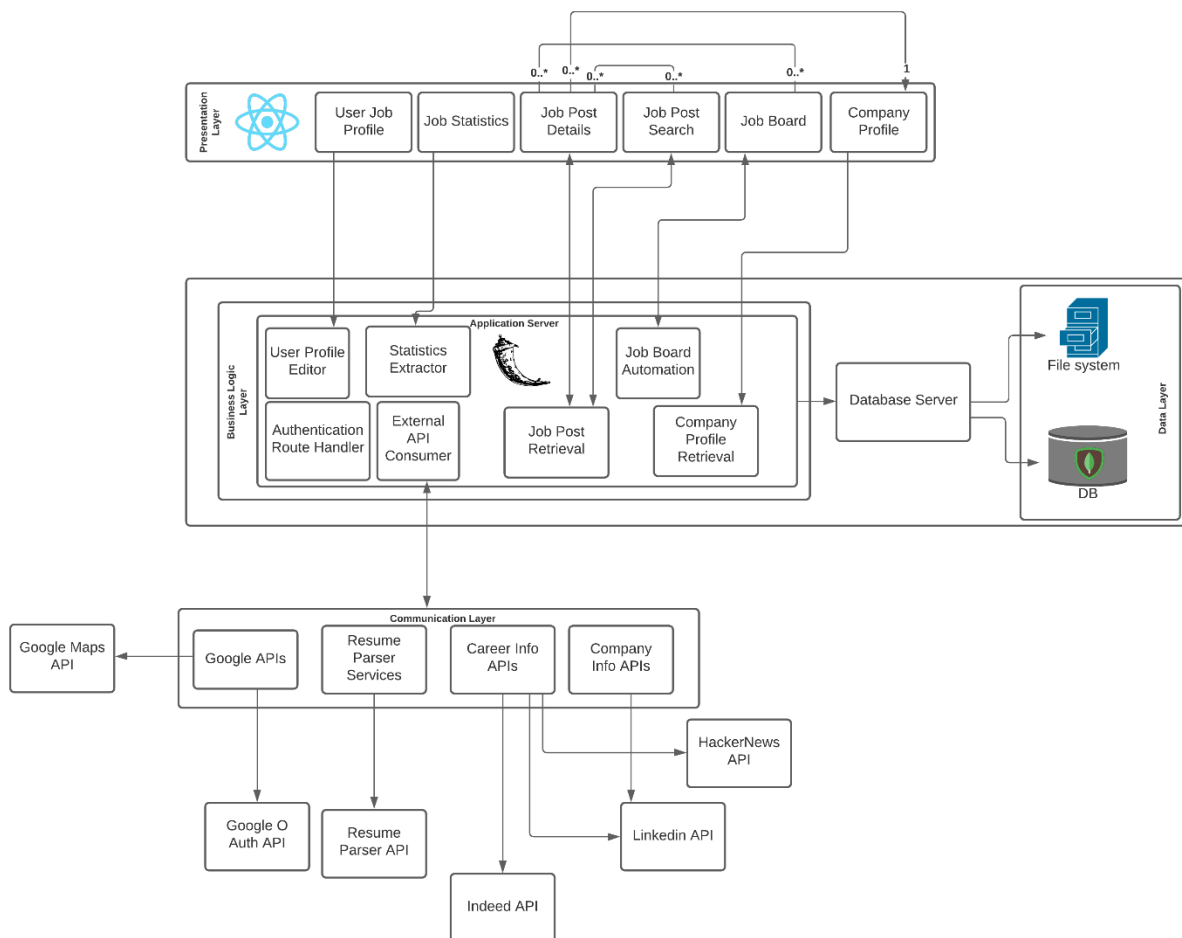 0..*
0..*
0..*
0..*
0..*
1
Presentation
Layer
User Job
Profile
Job Statistics
Job Post
Details
Job Post
Search
Job Board
Company
Profile
Business Logic
Layer
Application Server
User Profile
Editor
Statistics
Extractor
Job Board
Automation
Authentication
Route Handler
External
API
Consumer
Job Post
Retrieval
Company
Profile
Retrieval
Database Server
File system
DB
Data Layer
Communication Layer
Google Maps
API
Google APIs
Resume
Parser
Services
Career Info
APIs
Company
Info APIs
HackerNews
API
Google O
Auth API
Resume
Parser API
Linkedin API
Indeed API